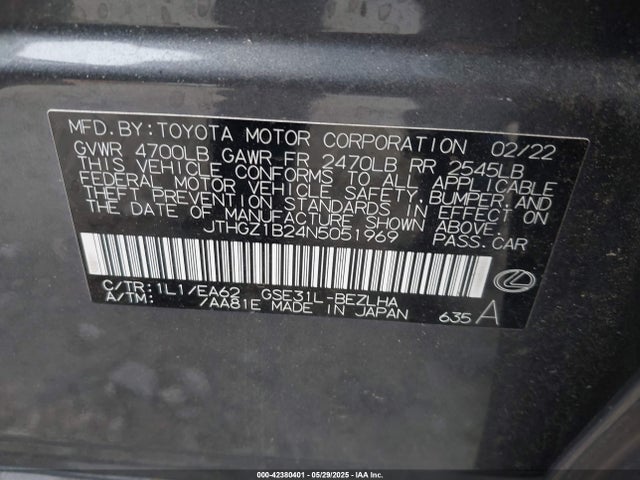 MFD.BY:TOYOTA MOTOR CORPORATION 02/22
GVWR 4700LB GAWR FR 2470LB RR 2545LB
THIS VEHICLE CONFORMS TO ALL APPLICABLE
FEDERAL MOTOR VEHICLE SAFETY, BUMPER, AND
THEFT PREVENTION STANDARDS IN EFFECT ON
THE DATE OF MANUFACTURE SHOWN ABOVE.
JTHGZ1B24N5051969 PASS.CAR
C/TR:1L1/EA62 GSE31L-BEZLHA
A/TM: /AA81E MADE IN JAPAN 635 A
00-42380401 | 05/29/2025 | IAA Inc.